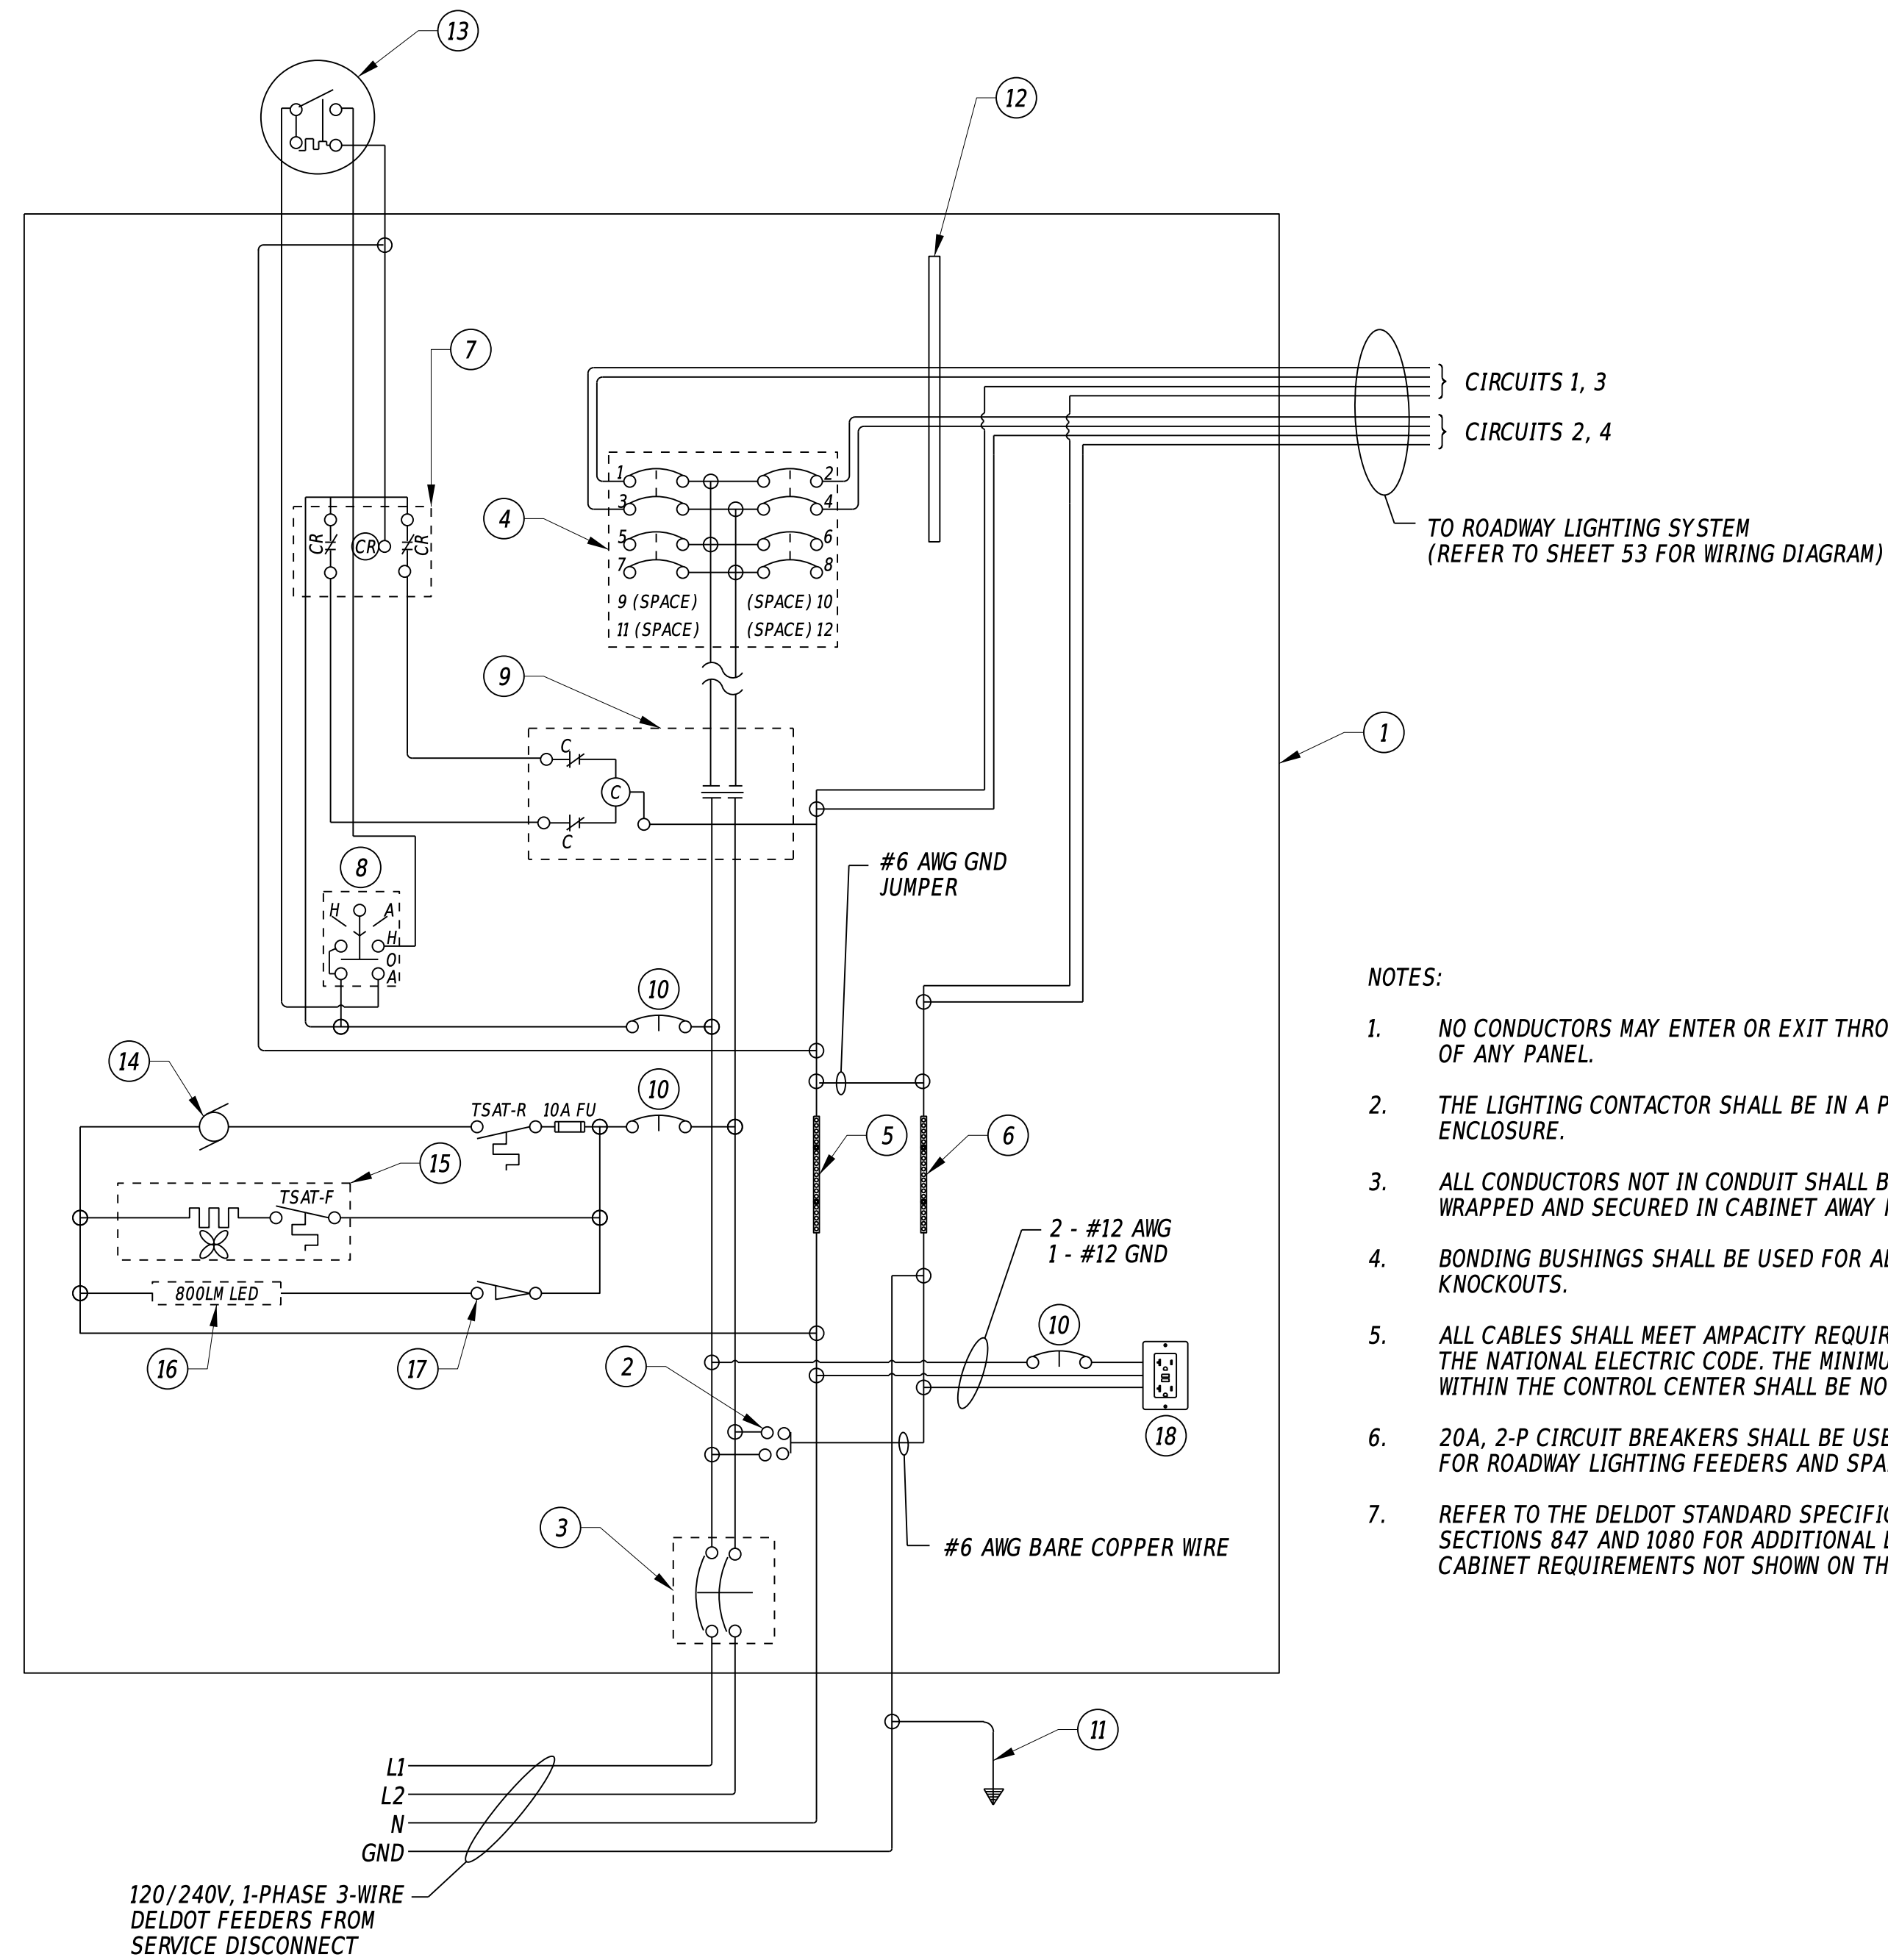 13
12
7
CIRCUITS 1, 3
CIRCUITS 2, 4
1
2
3
4
4
TO ROADWAY LIGHTING SYSTEM
(REFER TO SHEET 53 FOR WIRING DIAGRAM)
CR
CR
CR
5
6
7
8
9 (SPACE)
(SPACE) 10
11 (SPACE)
(SPACE) 12
9
1
C
C
C
#6 AWG GND
JUMPER
8
H
A
H
O
A
10
NOTES:
1. NO CONDUCTORS MAY ENTER OR EXIT
OF ANY PANEL.
2. THE LIGHTING CONTACTOR SHALL BE IN A
ENCLOSURE.
3. ALL CONDUCTORS NOT IN CONDUIT SHALL
WRAPPED AND SECURED IN CABINET AWAY
4. BONDING BUSHINGS SHALL BE USED FOR
KNOCKOUTS.
5. ALL CABLES SHALL MEET AMPACITY
THE NATIONAL ELECTRIC CODE. THE
WITHIN THE CONTROL CENTER SHALL BE
6. 20A, 2-P CIRCUIT BREAKERS SHALL BE
FOR ROADWAY LIGHTING FEEDERS AND
7. REFER TO THE DELDOT STANDARD
SECTIONS 847 AND 1080 FOR ADDITIONAL
CABINET REQUIREMENTS NOT SHOWN ON
14
10
TSAT-R
10A FU
5
6
15
TSAT-F
2 - #12 AWG
1 - #12 GND
800LM LED
10
16
17
2
18
3
#6 AWG BARE COPPER WIRE
11
L1
L2
N
GND
120/240V, 1-PHASE 3-WIRE
DELDOT FEEDERS FROM
SERVICE DISCONNECT